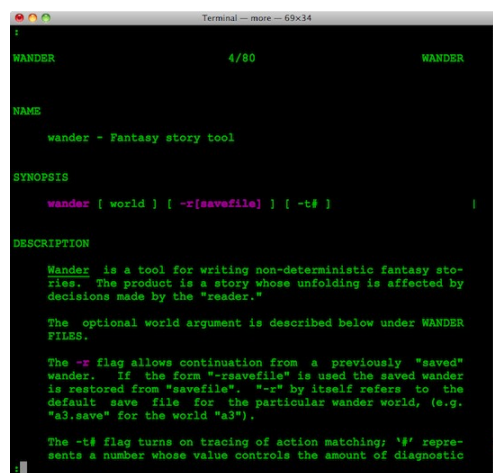 Terminal — more — 69×34
:
WANDER 4/80 WANDER
NAME
wander - Fantasy story tool
SYNOPSIS
wander [ world ] [ -r[savefile] ] [ -t# ] |
DESCRIPTION
Wander is a tool for writing non-deterministic fantasy sto-
ries. The product is a story whose unfolding is affected by
decisions made by the "reader."
The optional world argument is described below under WANDER
FILES.
The -r flag allows continuation from a previously "saved"
wander. If the form "-rsavefile" is used the saved wander
is restored from "savefile". "-r" by itself refers to the
default save file for the particular wander world, (e.g.
"a3.save" for the world "a3").
The -t# flag turns on tracing of action matching; `#' repre-
sents a number whose value controls the amount of diagnostic
: